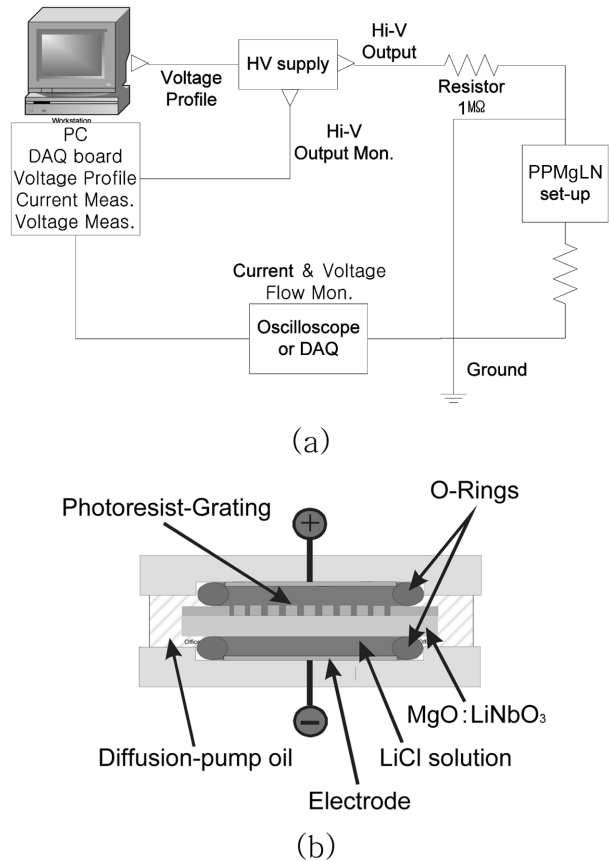 Hi-V
Output
HV supply
Voltage
Profile
Resistor
1㏁
Workstation
PC
DAQ board
Voltage Profile
Current Meas.
Voltage Meas.
Hi-V
Output Mon.
PPMgLN
set-up
Current & Voltage
Flow Mon.
Oscilloscope
or DAQ
Ground
(a)
O-Rings
Photoresist-Grating
+
−
MgO:LiNbO₃
Diffusion-pump oil
LiCl solution
Electrode
(b)